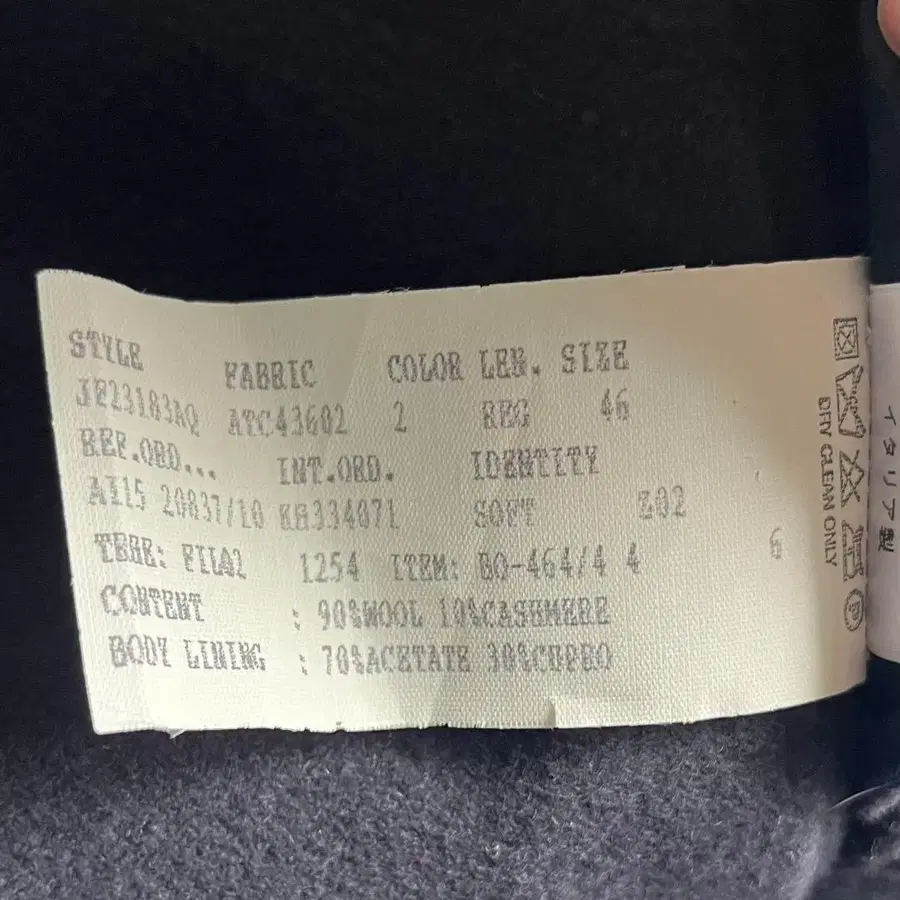 STYLE FABRIC COLOR LEN. SIZE
JF23183AQ ATC43602 2 REG 46
REF.ORD... INT.ORD. IDENTITY
AI15 20837/10 KH334071 SOFT Z02
1254 ITEM: BO-464/4 4 6
CONTENT : 90%WOOL 10%CASHMERE
BODY LINING : 70%ACETATE 30%CUPRO
DRY CLEAN ONLY
P
イタリア製